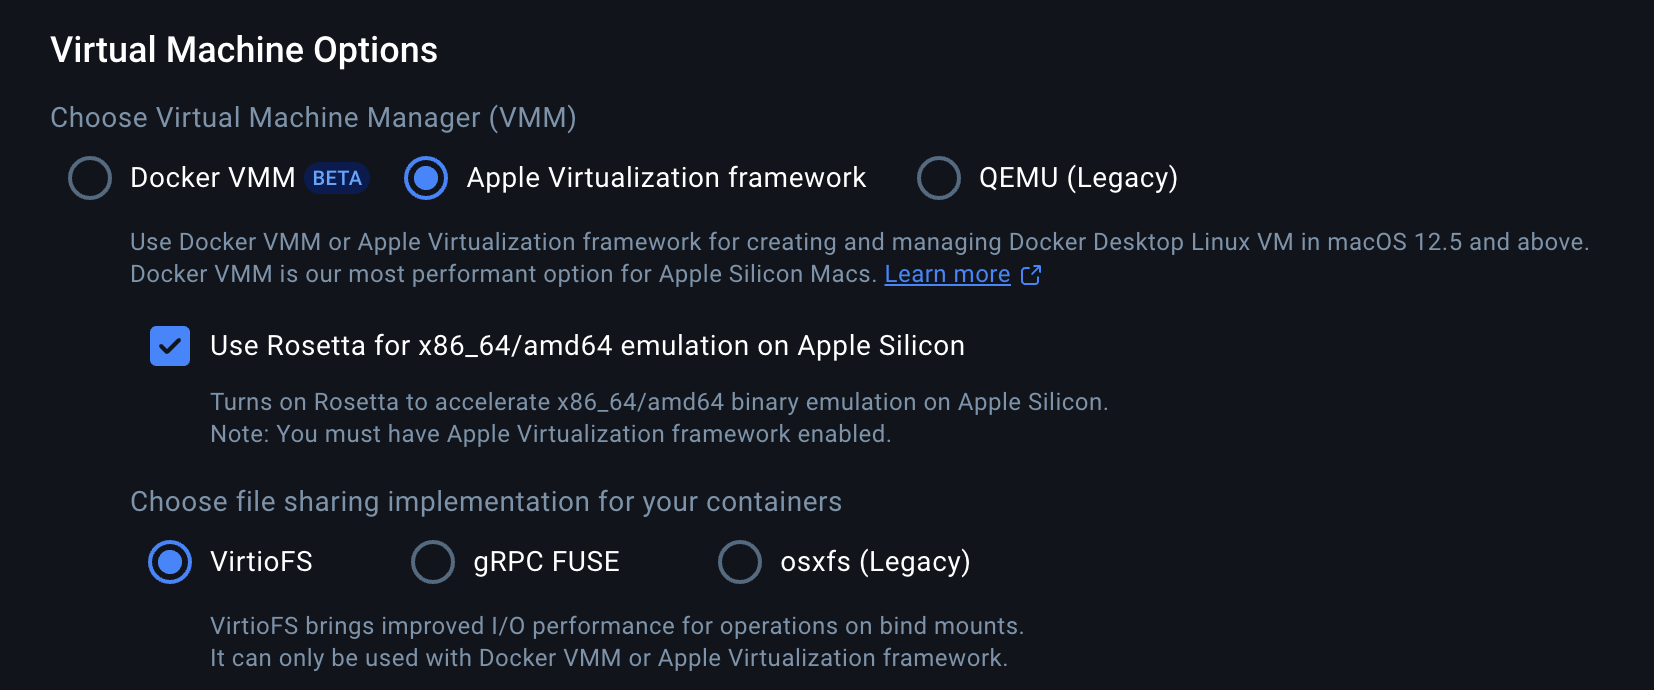 Virtual Machine Options
Choose Virtual Machine Manager (VMM)
Docker VMM BETA Apple Virtualization framework QEMU (Legacy)
Use Docker VMM or Apple Virtualization framework for creating and managing Docker Desktop Linux VM in macOS 12.5 and above.
Docker VMM is our most performant option for Apple Silicon Macs. Learn more
Use Rosetta for x86_64/amd64 emulation on Apple Silicon
Turns on Rosetta to accelerate x86_64/amd64 binary emulation on Apple Silicon.
Note: You must have Apple Virtualization framework enabled.
Choose file sharing implementation for your containers
VirtioFS gRPC FUSE osxfs (Legacy)
VirtioFS brings improved I/O performance for operations on bind mounts.
It can only be used with Docker VMM or Apple Virtualization framework.